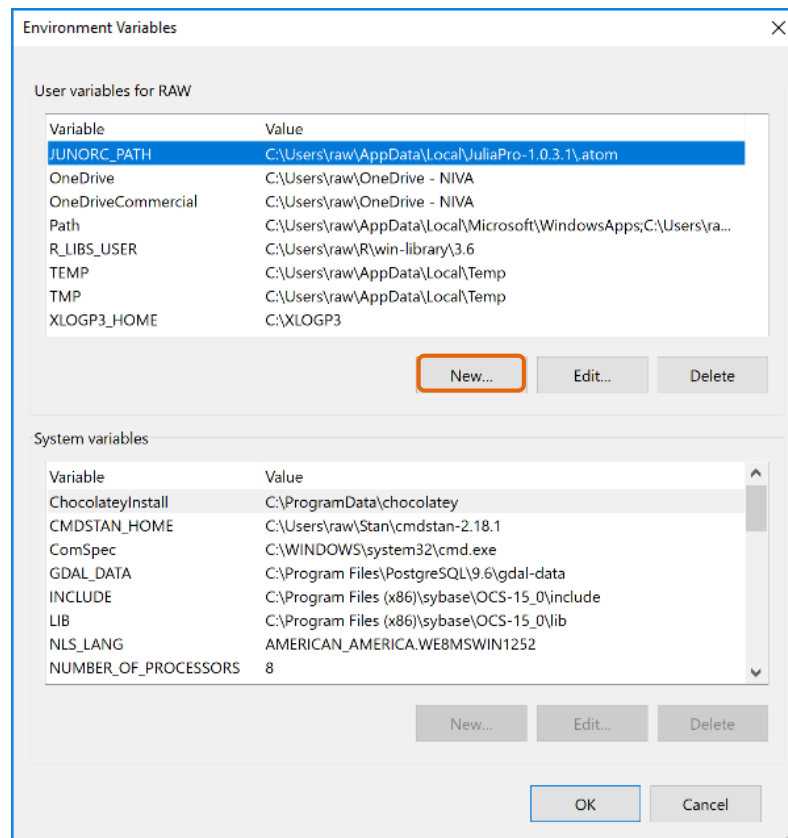 Environment Variables
User variables for RAW
Variable Value
JUNORC_PATH C:\Users\raw\AppData\Local\JuliaPro-1.0.3.1\.atom
OneDrive C:\Users\raw\OneDrive - NIVA
OneDriveCommercial C:\Users\raw\OneDrive - NIVA
Path C:\Users\raw\AppData\Local\Microsoft\WindowsApps;C:\Users\ra...
R_LIBS_USER C:\Users\raw\R\win-library\3.6
TEMP C:\Users\raw\AppData\Local\Temp
TMP C:\Users\raw\AppData\Local\Temp
XLOGP3_HOME C:\XLOGP3
New... Edit... Delete
System variables
Variable Value
ChocolateyInstall C:\ProgramData\chocolatey
CMDSTAN_HOME C:\Users\raw\Stan\cmdstan-2.18.1
ComSpec C:\WINDOWS\system32\cmd.exe
GDAL_DATA C:\Program Files\PostgreSQL\9.6\gdal-data
INCLUDE C:\Program Files (x86)\sybase\OCS-15_0\include
LIB C:\Program Files (x86)\sybase\OCS-15_0\lib
NLS_LANG AMERICAN_AMERICA.WE8MSWIN1252
NUMBER_OF_PROCESSORS 8
New... Edit... Delete
OK Cancel